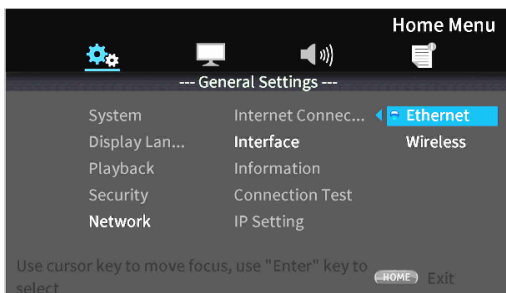 Home Menu
--- General Settings ---
System Internet Connec... Ethernet
Display Lan... Interface Wireless
Playback Information
Security Connection Test
Network IP Setting
Use cursor key to move focus, use "Enter" key to
select
HOME Exit